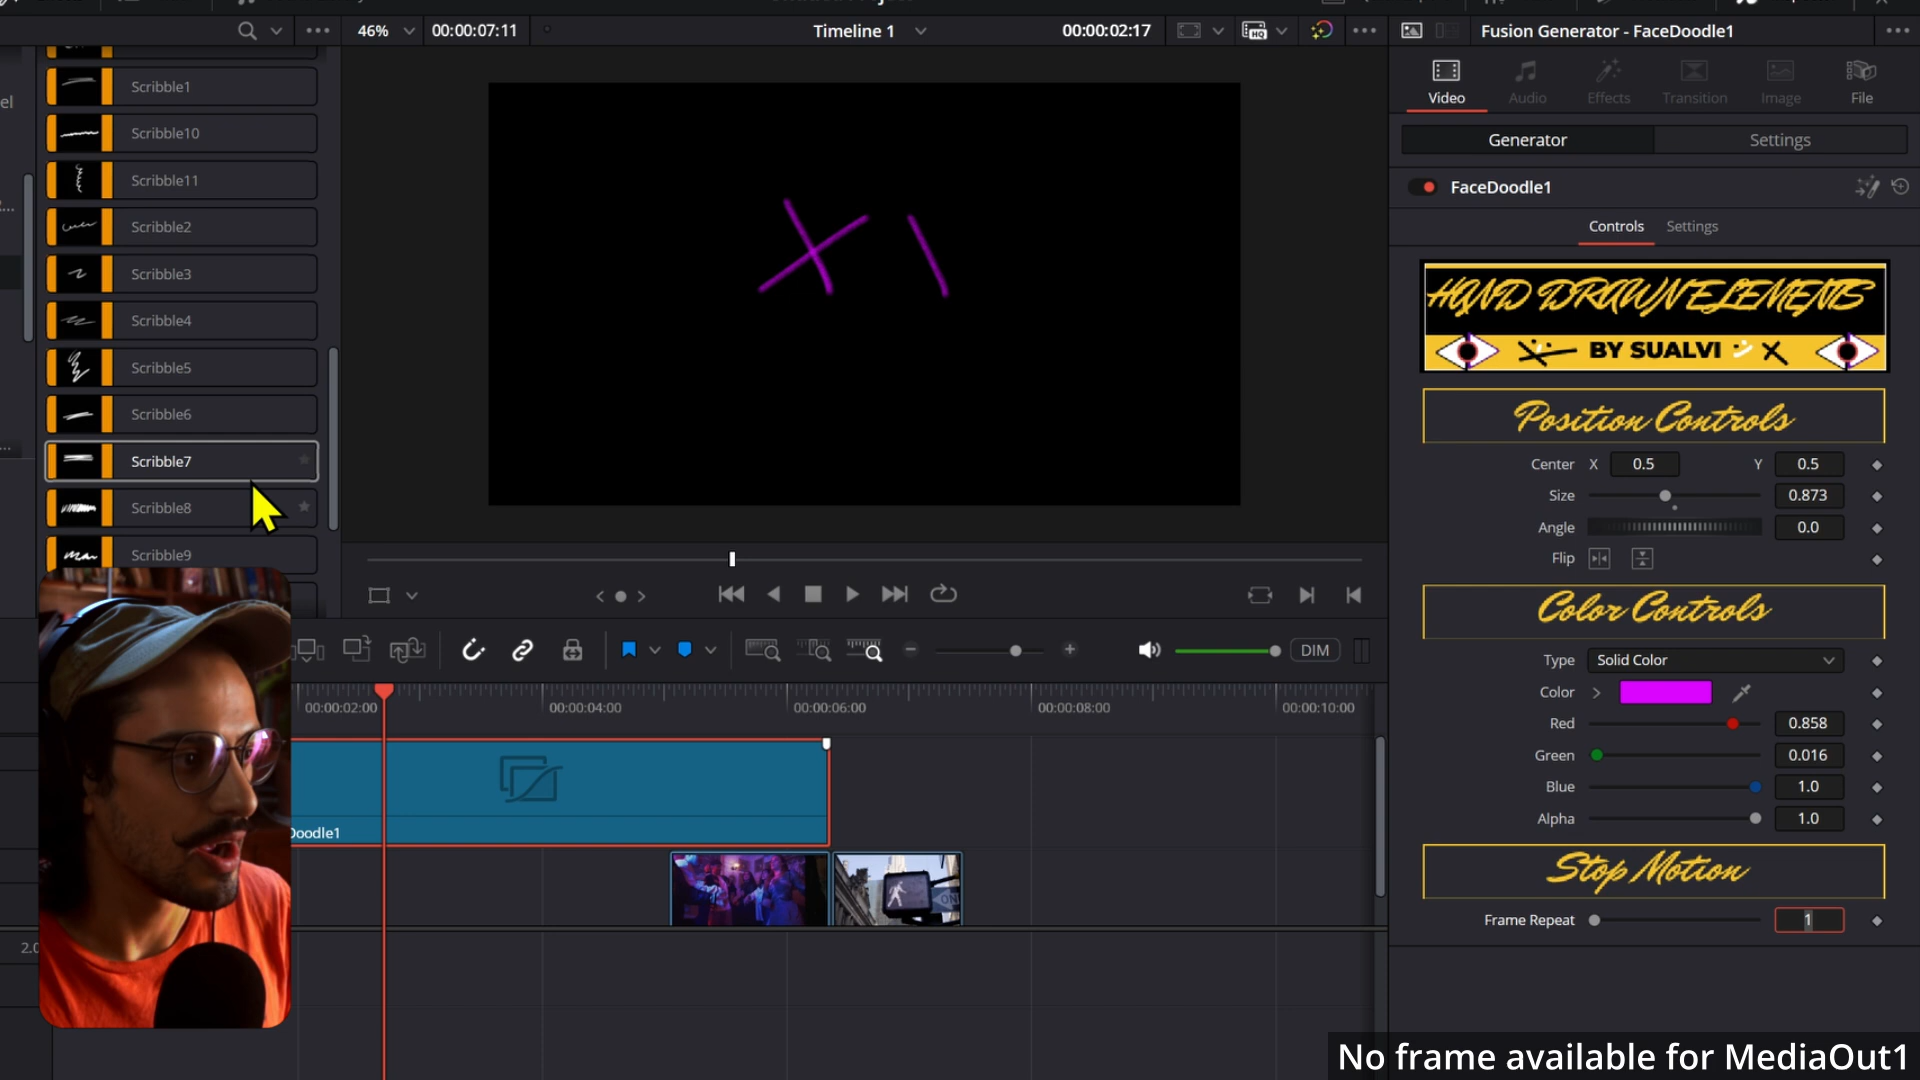 46%
00:00:07:11
Timeline 1
00:00:02:17
HQ
Fusion Generator - FaceDoodle1
el
Scribble1
Scribble10
Scribble11
Scribble2
Scribble3
Scribble4
Scribble5
Scribble6
Scribble7
Scribble8
Scribble9
Video
Audio
Effects
Transition
Image
File
Generator
Settings
FaceDoodle1
Controls
Settings
HAND DRAWN ELEMENTS
BY SUALVI
Position Controls
Center X 0.5 Y 0.5
Size 0.873
Angle 0.0
Flip
Color Controls
Type Solid Color
Color
Red 0.858
Green 0.016
Blue 1.0
Alpha 1.0
Stop Motion
Frame Repeat 1
DIM
00:00:02:00
00:00:04:00
00:00:06:00
00:00:08:00
00:00:10:00
Doodle1
ON
No frame available for MediaOut1